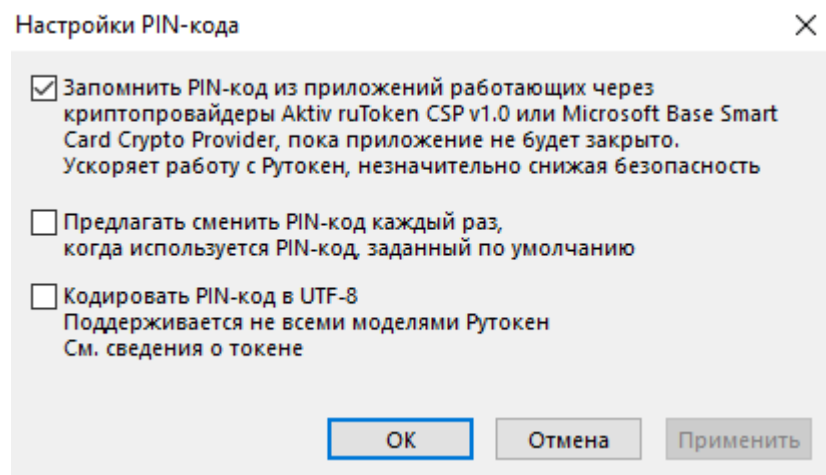 Настройки PIN-кода
Запомнить PIN-код из приложений работающих через
криптопровайдеры Aktiv ruToken CSP v1.0 или Microsoft Base Smart
Card Crypto Provider, пока приложение не будет закрыто.
Ускоряет работу с Рутокен, незначительно снижая безопасность
Предлагать сменить PIN-код каждый раз,
когда используется PIN-код, заданный по умолчанию
Кодировать PIN-код в UTF-8
Поддерживается не всеми моделями Рутокен
См. сведения о токене
ОК Отмена Применить